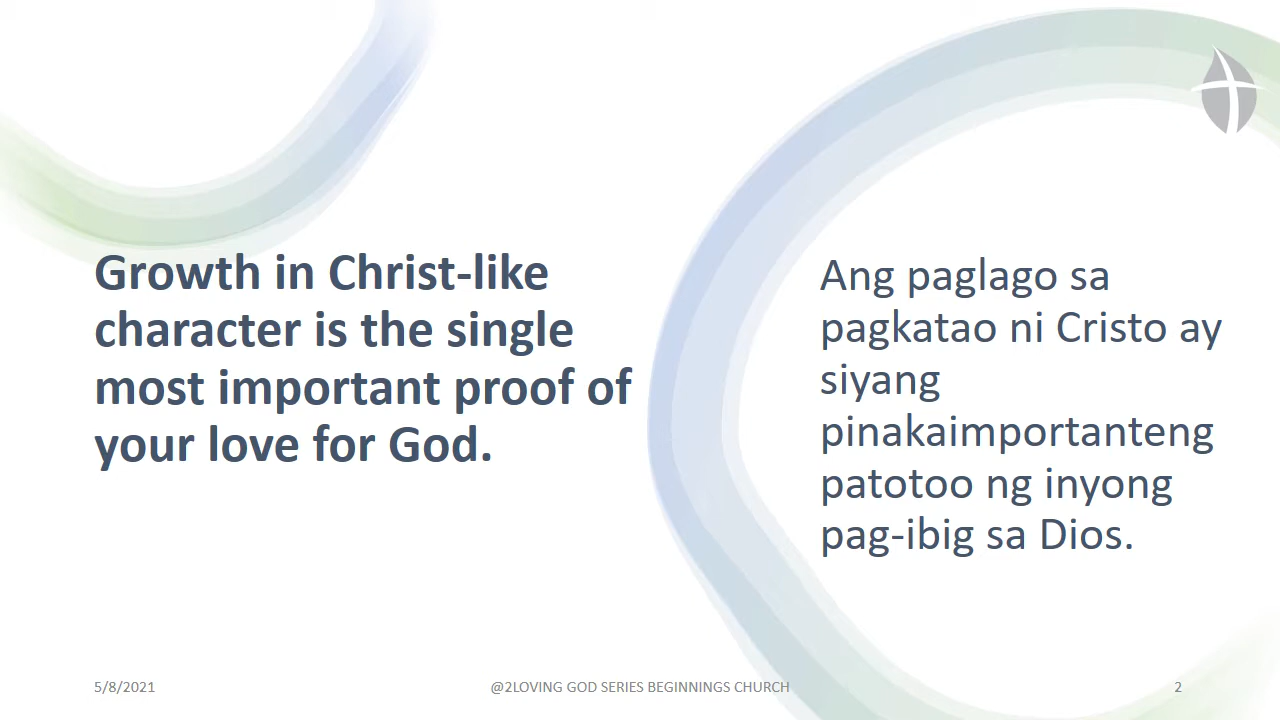 Growth in Christ-like
character is the single
most important proof of
your love for God.
Ang paglago sa
pagkatao ni Cristo ay
siyang
pinakaimportanteng
patotoo ng inyong
pag-ibig sa Dios.
5/8/2021
@2LOVING GOD SERIES BEGINNINGS CHURCH
2